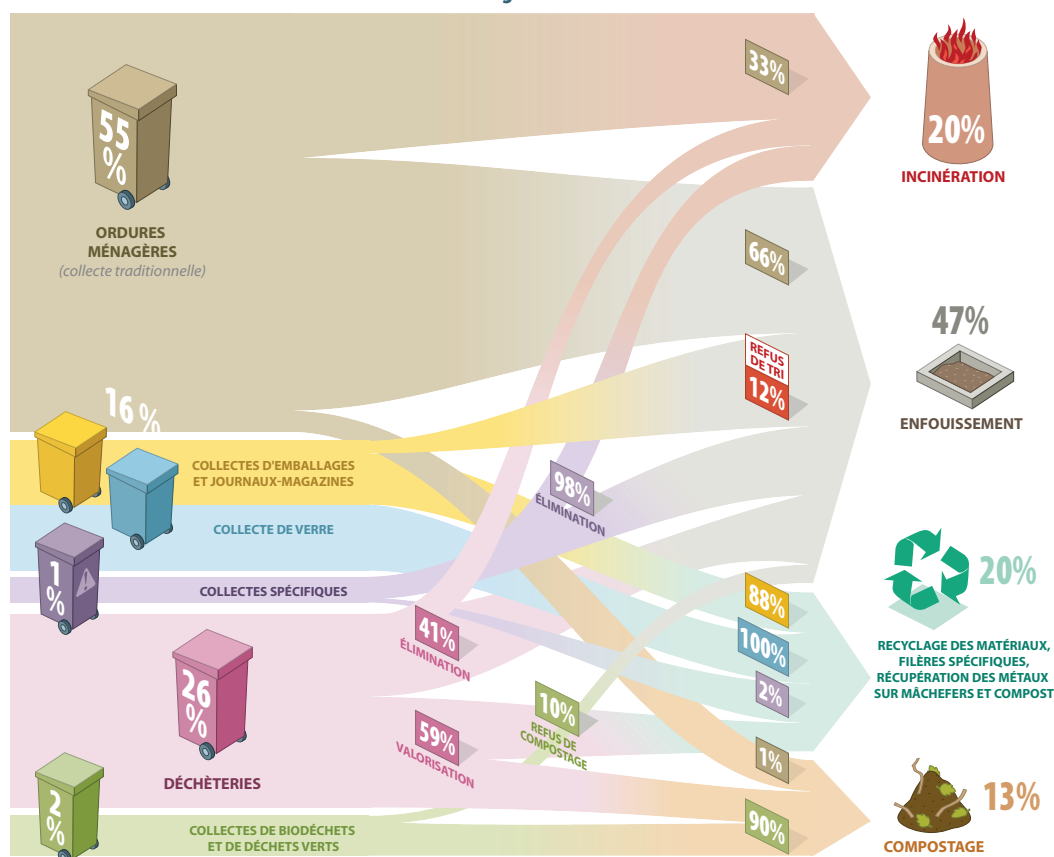 33%
55
%
20%
INCINÉRATION
ORDURES
MÉNAGÈRES
(collecte traditionnelle)
66%
47%
REFUS
DE TRI
12%
ENFOUISSEMENT
16 %
COLLECTES D'EMBALLAGES
ET JOURNAUX-MAGAZINES
98%
ÉLIMINATION
COLLECTE DE VERRE
1
%
COLLECTES SPÉCIFIQUES
20%
88%
100%
2%
RECYCLAGE DES MATÉRIAUX,
FILÈRES SPÉCIFIQUES,
RÉCUPÉRATION DES MÉTAUX
SUR MÂCHEFERS ET COMPOST
41%
ÉLIMINATION
26
%
DÉCHÈTERIES
59%
VALORISATION
10%
REFUS DE
COMPOSTAGE
1%
13%
COMPOSTAGE
2
%
COLLECTES DE BIODÉCHETS
ET DE DÉCHETS VERTS
90%